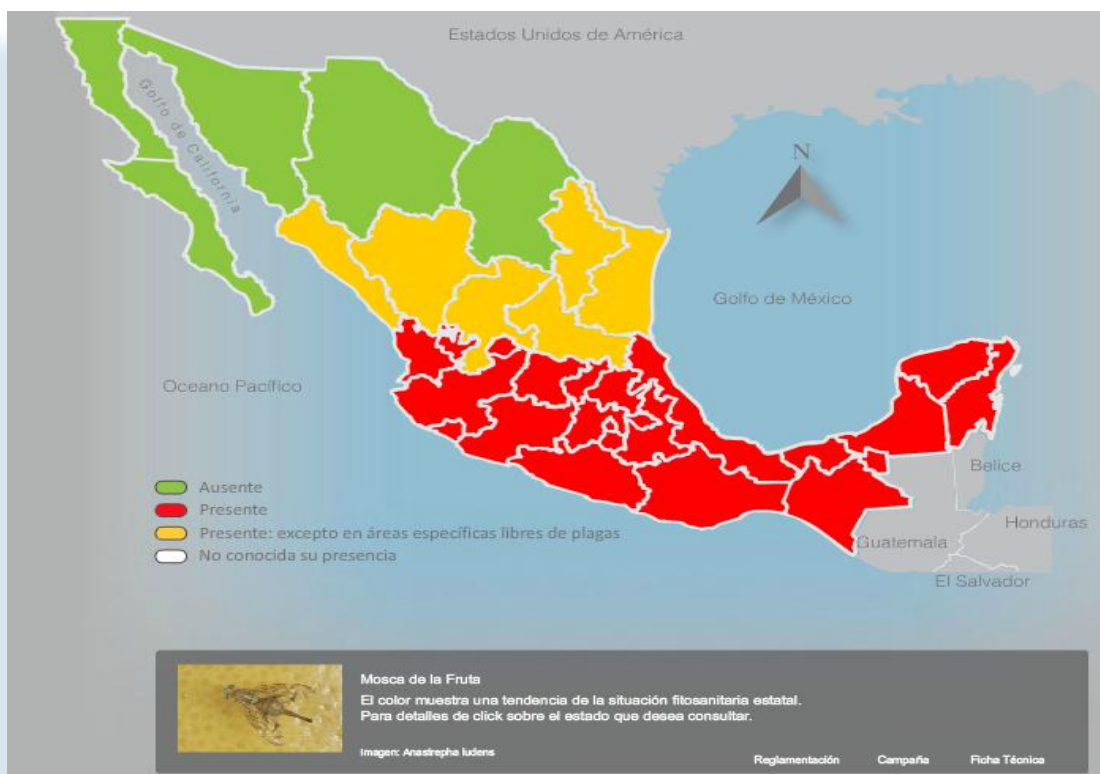 Estados Unidos de América
Golfo de California
N
Golfo de México
Oceano Pacífico
Belice
Honduras
Guatemala
El Salvador
Ausente
Presente
Presente: excepto en áreas específicas libres de plagas
No conocida su presencia
Mosca de la Fruta
El color muestra una tendencia de la situación fitosanitaria estatal.
Para detalles de click sobre el estado que desea consultar.
Imagen: Anastrepha ludens
Reglamentación Campaña Ficha Técnica